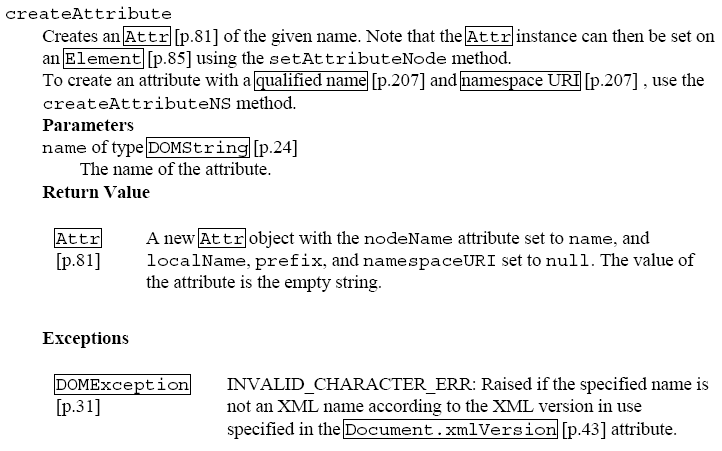 createAttribute
Creates an Attr [p.81] of the given name. Note that the Attr instance can then be set on
an Element [p.85] using the setAttributeNode method.
To create an attribute with a qualified name [p.207] and namespace URI [p.207] , use the
createAttributeNS method.
Parameters
name of type DOMString [p.24]
The name of the attribute.
Return Value
Attr A new Attr object with the nodeName attribute set to name, and
[p.81] localName, prefix, and namespaceURI set to null. The value of
the attribute is the empty string.
Exceptions
DOMException INVALID_CHARACTER_ERR: Raised if the specified name is
[p.31] not an XML name according to the XML version in use
specified in the Document.xmlVersion [p.43] attribute.